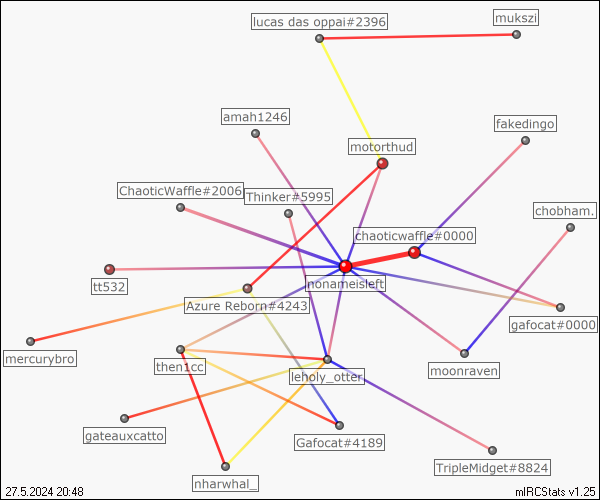 lucas das oppai#2396
mukszi
amah1246
fakedingo
motorthud
ChaoticWaffle#2006
Thinker#5995
chobham.
chaoticwaffle#0000
tt532
nonameisleft
Azure Reborn#4243
gafocat#0000
mercurybro
then1cc
leholy_otter
moonraven
gateauxcatto
Gafocat#4189
TripleMidget#8824
nharwhal_
27.5.2024 20:48
mIRCStats v1.25